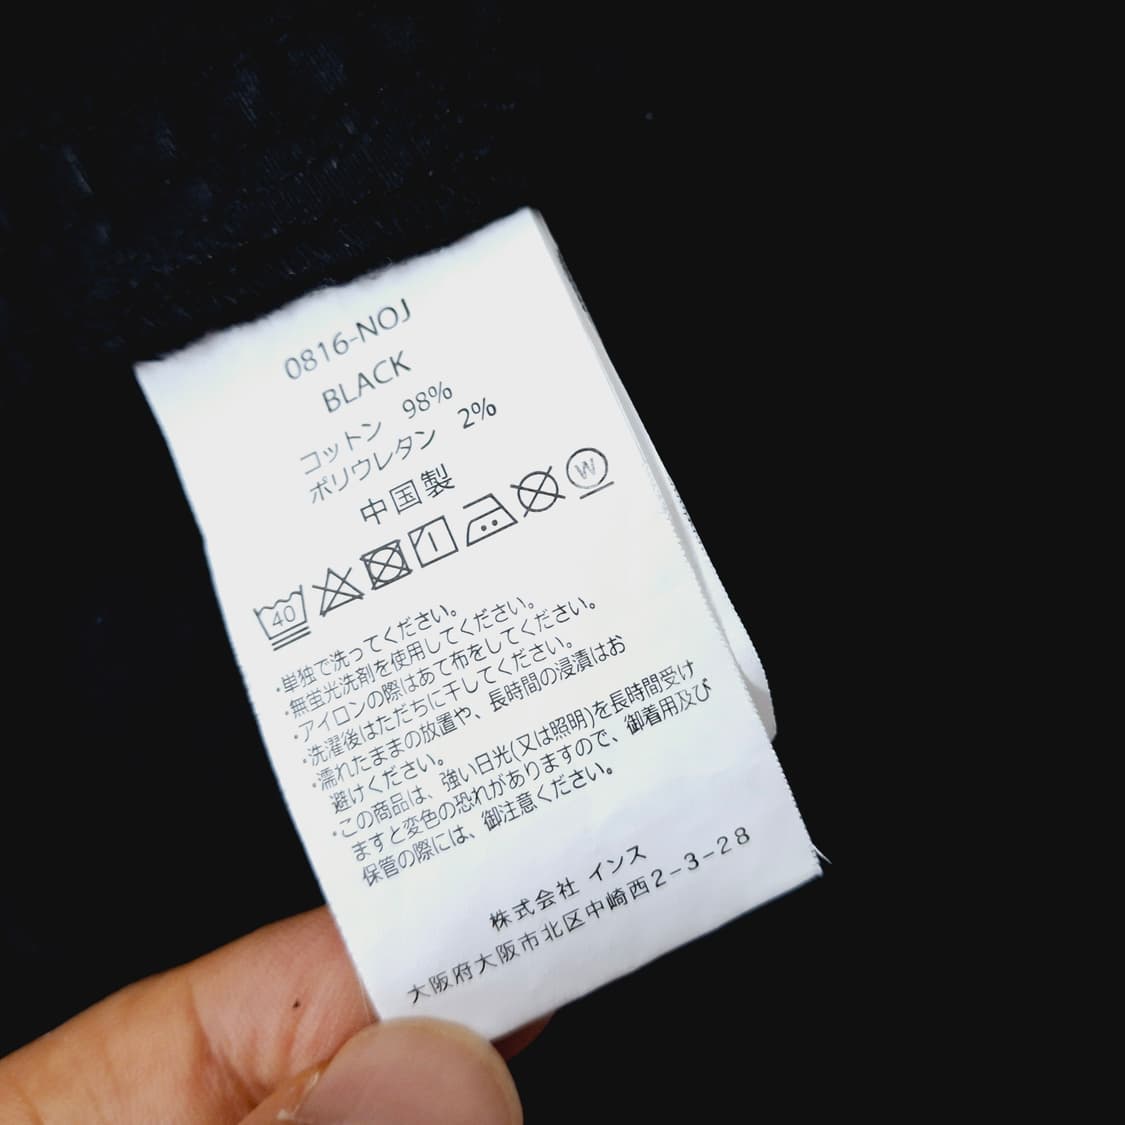 0816-NOJ
BLACK
コットン 98%
ポリウレタン 2%
中国製
40
W
・単独で洗ってください。
・無蛍光洗剤を使用してください。
・アイロンの際はあて布をしてください。
・洗濯後はただちに干してください。
・濡れたままの放置や、長時間の浸漬はお
避けください。
・この商品は、強い日光(又は照明)を長時間受け
ますと変色の恐れがありますので、御着用及び
保管の際には、御注意ください。
株式会社 インス
大阪府大阪市北区中崎西2-3-28